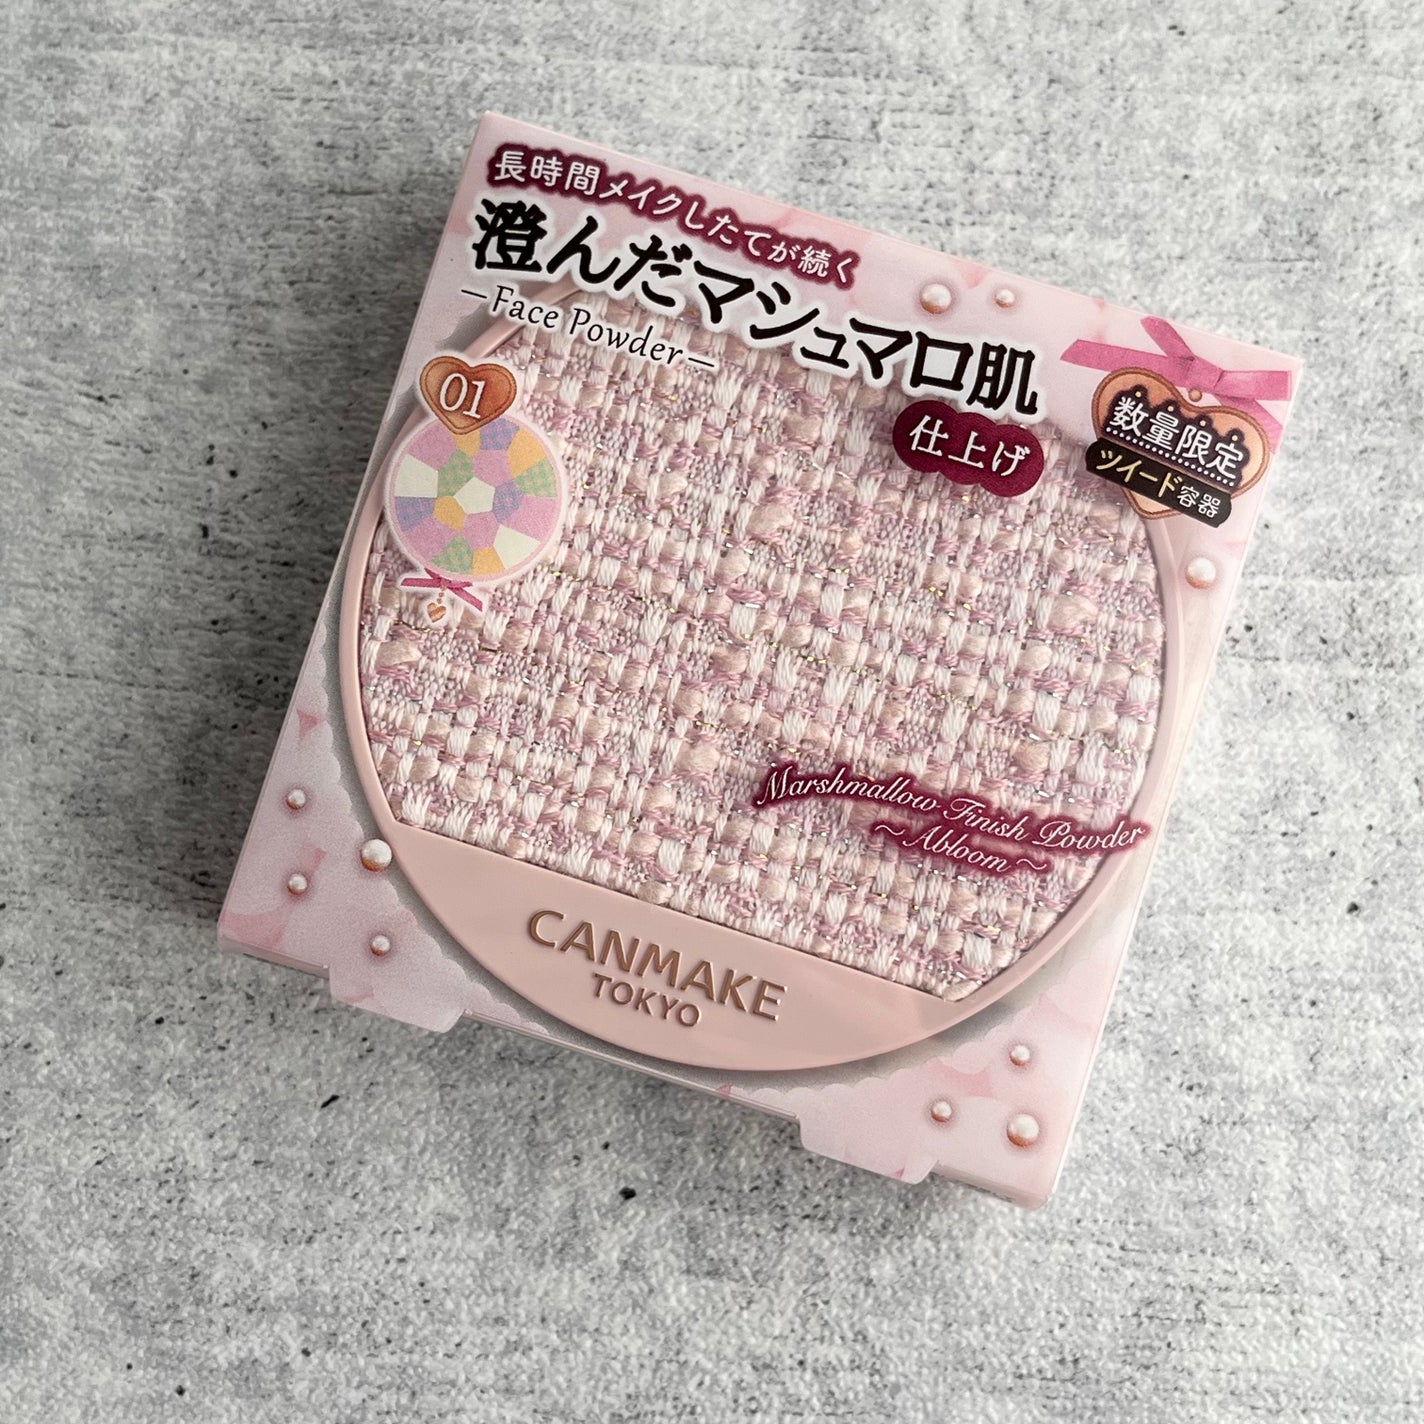 長時間メイクしたてが続く
澄んだマシュマロ肌
仕上げ
-Face Powder-
01
数量限定
ツイード容器
Marshmallow Finish Powder
~Abloom~
CANMAKE
TOKYO